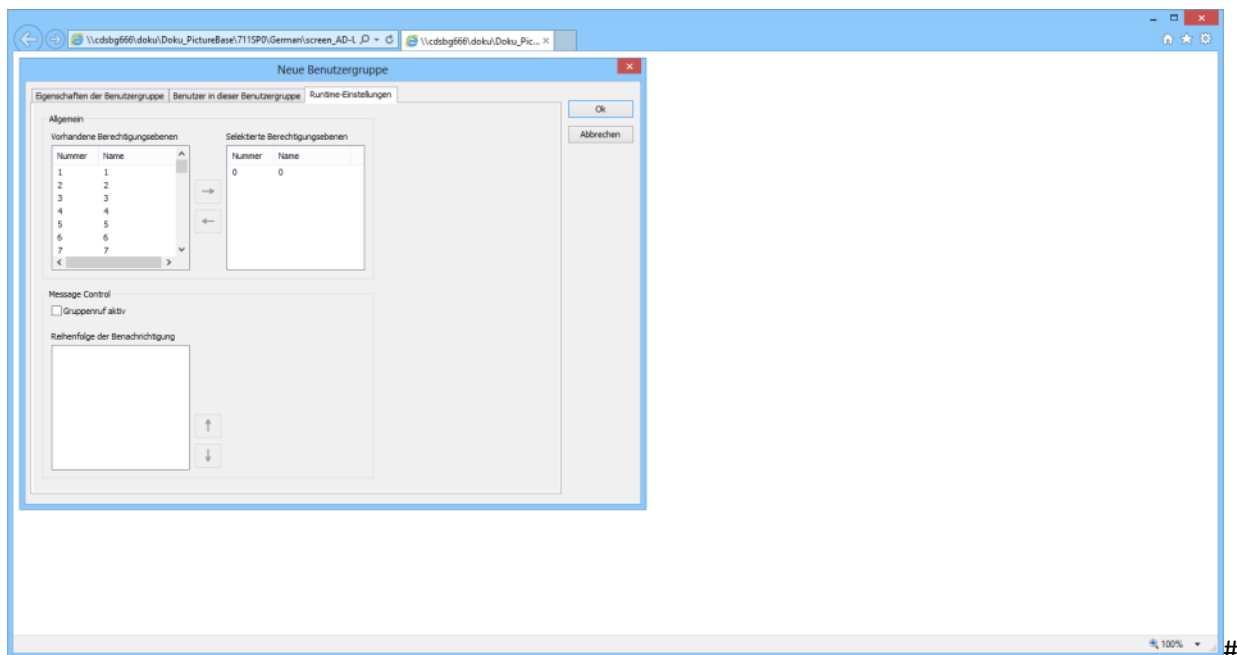 \\cdsbg666\doku\Doku_PictureBase\711SP0\German\screen_AD-L
\\cdsbg666\doku\Doku_Pic...
Neue Benutzergruppe
Eigenschaften der Benutzergruppe Benutzer in dieser Benutzergruppe Runtime-Einstellungen
Ok
Abbrechen
Allgemein
Vorhandene Berechtigungsebenen Selektierte Berechtigungsebenen
Nummer Name Nummer Name
1 1 0 0
2 2
3 3
4 4
5 5
6 6
7 7
Message Control
Gruppenruf aktiv
Reihenfolge der Benachrichtigung
100%
#